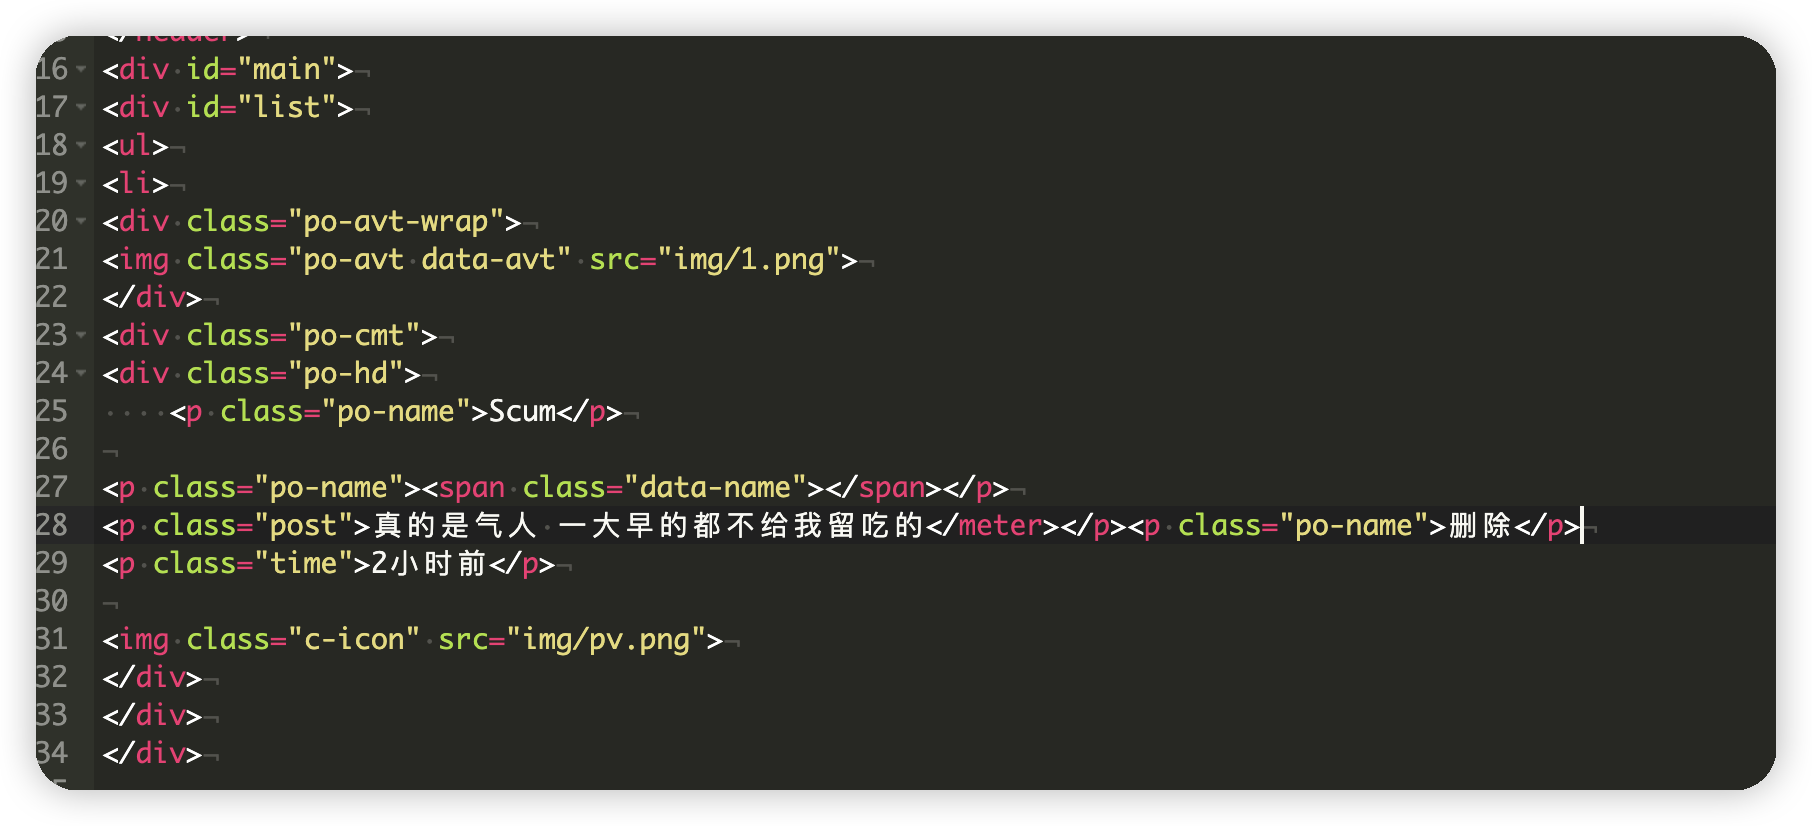 </header>
16 <div id="main">
17 <div id="list">
18 <ul>
19 <li>
20 <div class="po-avt-wrap">
21 <img class="po-avt data-avt" src="img/1.png">
22 </div>
23 <div class="po-cmt">
24 <div class="po-hd">
25     <p class="po-name">Scum</p>
26
27 <p class="po-name"><span class="data-name"></span></p>
28 <p class="post">真的是气人 一大早的都不给我留吃的</meter></p><p class="po-name">删除</p>
29 <p class="time">2小时前</p>
30
31 <img class="c-icon" src="img/pv.png">
32 </div>
33 </div>
34 </div>